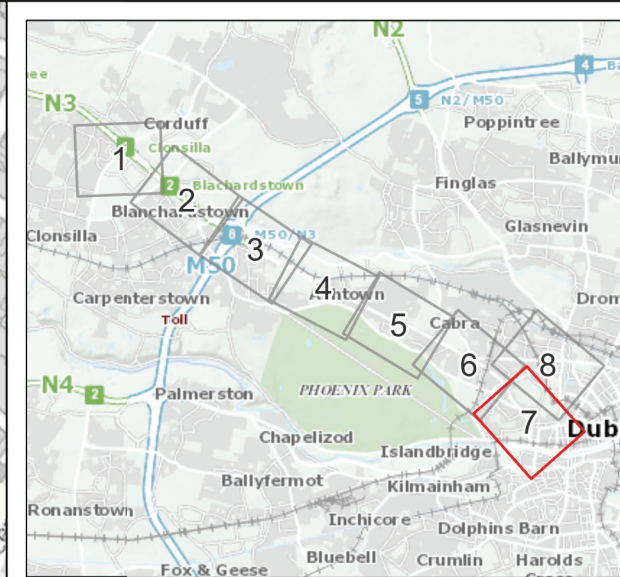 N2
4
Ba
ee
N3
5 N2/M50
Corduff
Poppintree
1 Clonsilla
Ballymu
2 Blachardstown
Finglas
2
Blanchardstown
Glasnevin
Clonsilla
6 M50/N3
3
M50
4
Carpenterstown
Ashtown
Drom
Toll
5
Cabra
6
8
N4
2
Palmerston
PHOENIX PARK
7
Dub
Chapelizod
Islandbridge
Ballyfermot
Kilmainham
Ronanstown
Inchicore
Dolphins Barn
Bluebell
Crumlin
Harolds
Fox & Geese